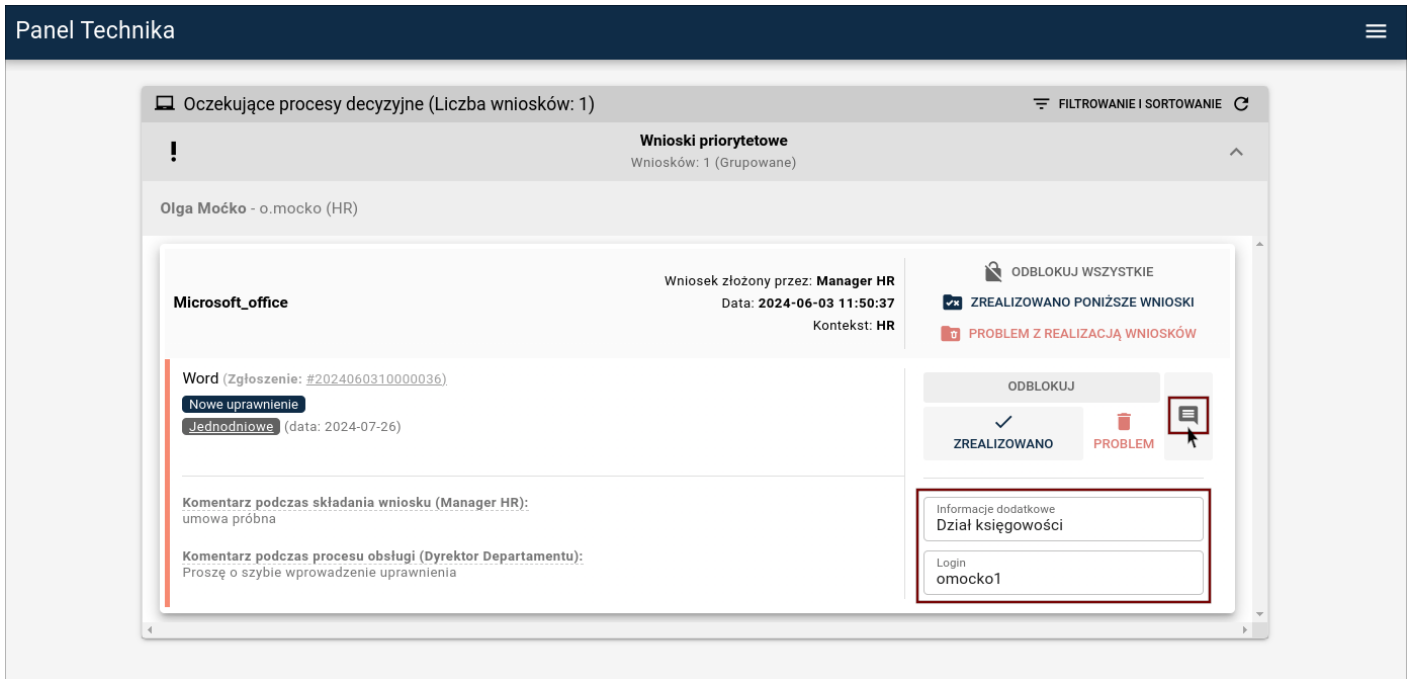 Panel Technika
Oczekujące procesy decyzyjne (Liczba wniosków: 1)
FILTROWANIE I SORTOWANIE
Wnioski priorytetowe
Wniosków: 1 (Grupowane)
Olga Moćko - o.mocko (HR)
Microsoft_office
Wniosek złożony przez: Manager HR
Data: 2024-06-03 11:50:37
Kontekst: HR
ODBLOKUJ WSZYSTKIE
ZREALIZOWANO PONIŻSZE WNIOSKI
PROBLEM Z REALIZACJĄ WNIOSKÓW
Word (Zgłoszenie: #2024060310000036)
Nowe uprawnienie
Jednodniowe (data: 2024-07-26)
ODBLOKUJ
ZREALIZOWANO
PROBLEM
Komentarz podczas składania wniosku (Manager HR):
umowa próbna
Komentarz podczas procesu obsługi (Dyrektor Departamentu):
Proszę o szybie wprowadzenie uprawnienia
Informacje dodatkowe
Dział księgowości
Login
omocko1